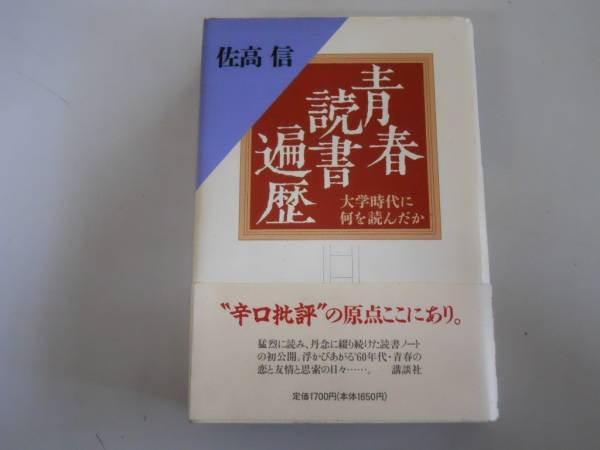 佐高 信
青春
読書
遍歴
大学時代に
何を読んだか
“辛口批評”の原点ここにあり。
猛烈に読み、丹念に綴り続けた読書ノート
の初公開。浮かびあがる'60年代・青春の
恋と友情と思索の日々……。 講談社
定価1700円(本体1650円)